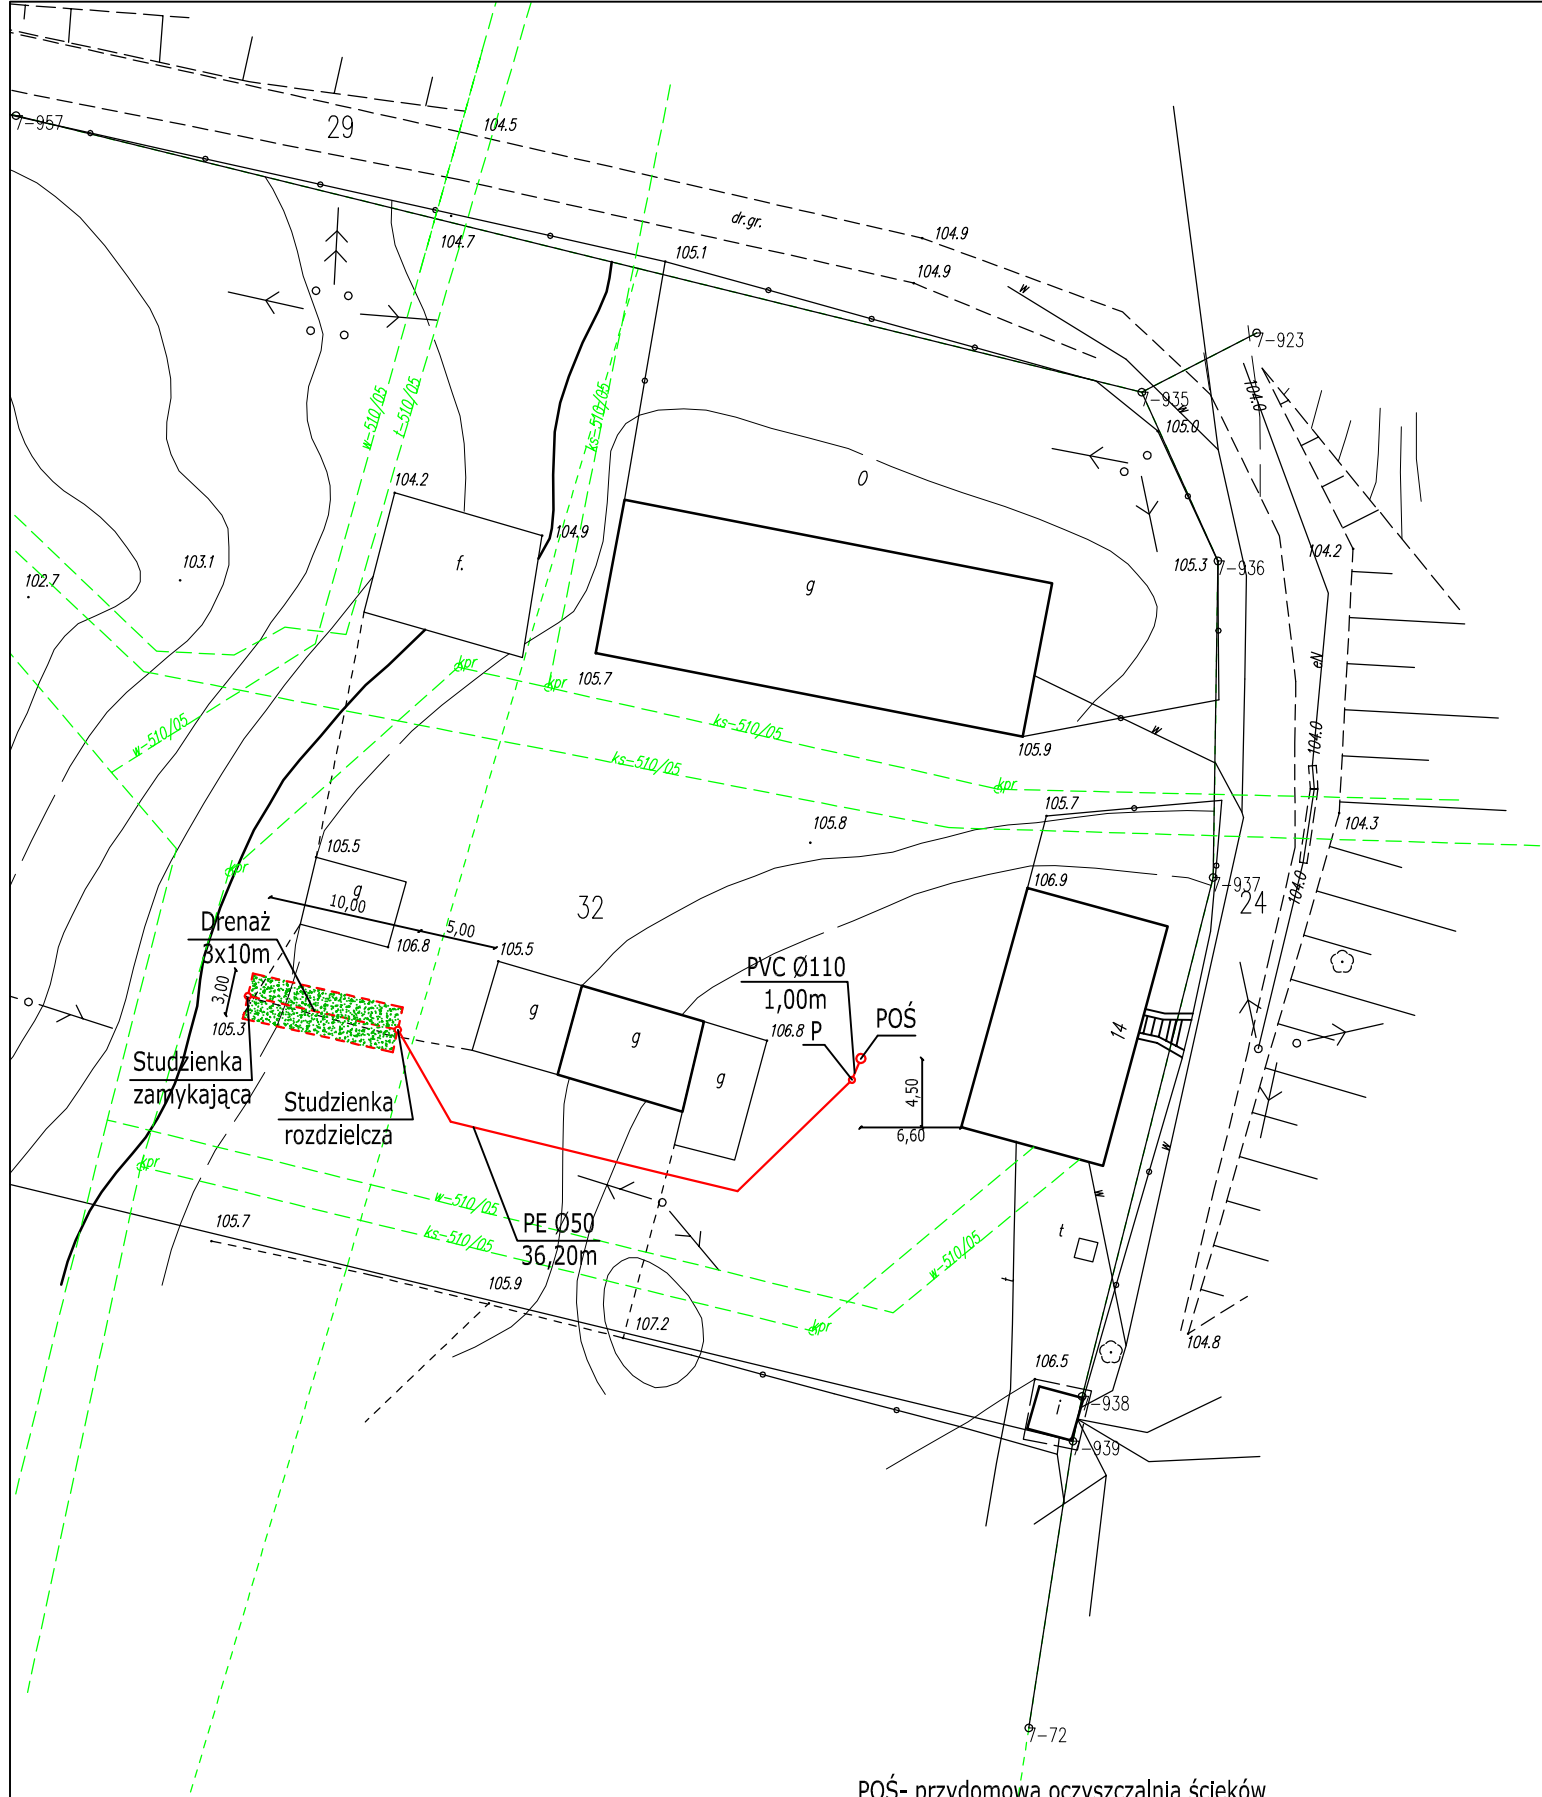 7-957
29
104.5
dr.gr.
104.9
104.7
105.1
104.9
w
7-923
w-510/05
t-510/05
ks-510/05
104.0
7-935
w
105.0
104.2
0
104.9
f.
103.1
102.7
g
105.3
7-936
104.2
kpr
105.7
kpr
eN
w-510/05
ks-510/05
ks-510/05
w
105.9
104.0
kpr
105.7
105.8
104.3
E
105.5
kpr
106.9
7-937
24
104.0
E
g
10,00
32
Drenaż
3x10m
5,00
106.8
105.5
3,00
PVC Ø110
1,00m
P
POŚ
105.3
g
g
106.8
14
Studzienka
zamykająca
g
Studzienka
rozdzielcza
4,50
6,60
kpr
w
w-510/05
w
105.7
ks-510/05
PE Ø50
36,20m
t
w-510/05
t
105.9
107.2
kpr
104.8
106.5
i
7-938
7-939
7-72
POŚ- przydomowa oczyszczalnia ścieków